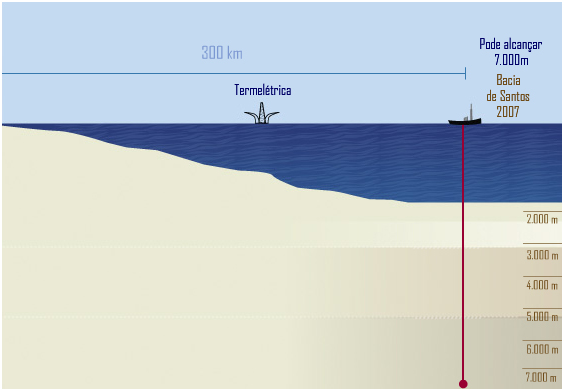 Pode alcançar
7.000m
300 km
Bacia
de Santos
2007
Termelétrica
2.000 m
3.000 m
4.000 m
5.000 m
6.000 m
7.000 m